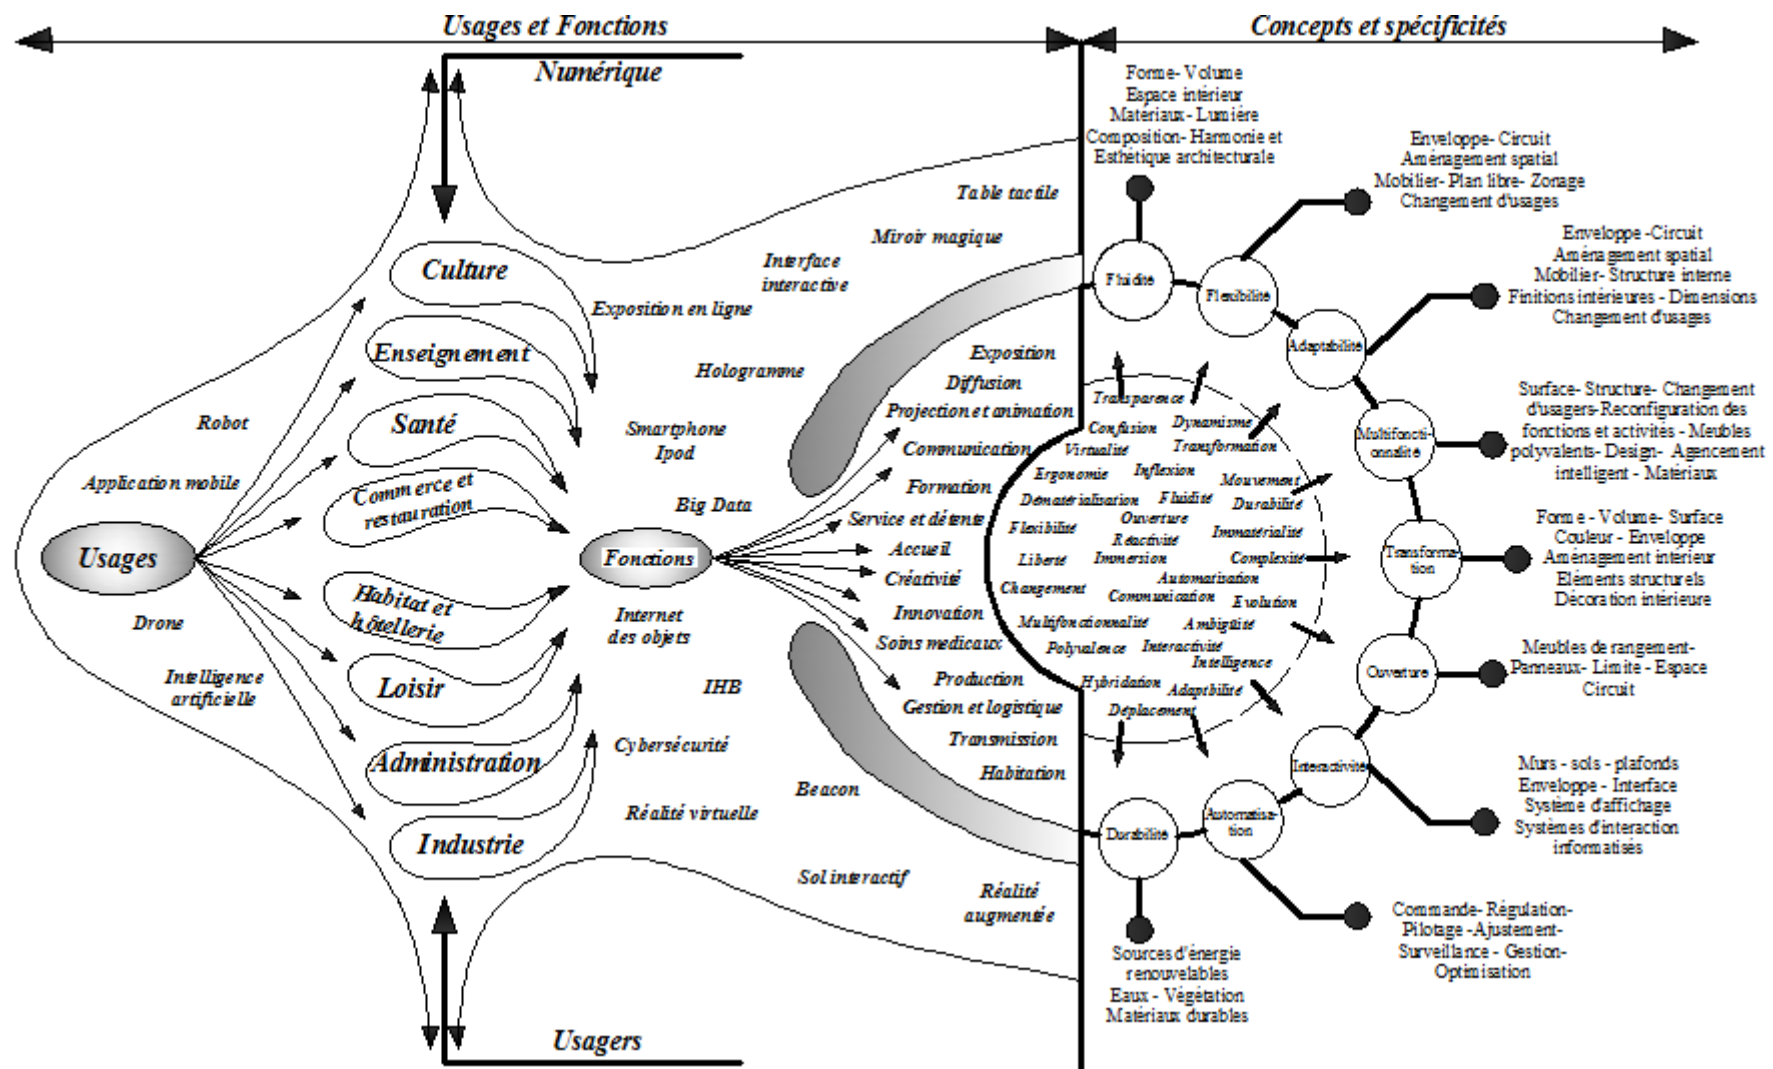 Usages et Fonctions
Concepts et spécificités
Numérique
Culture
Enseignement
Santé
Commerce et
restauration
Habitat et
hôtellerie
Loisir
Administration
Industrie
Usages
Robot
Application mobile
Drone
Intelligence
artificielle
Usagers
Fonctions
Table tactile
Miroir magique
Interface
interactive
Exposition en ligne
Hologramme
Smartphone
Ipod
Big Data
Internet
des objets
IHB
Cybersécurité
Beacon
Réalité virtuelle
Sol interactif
Réalité
augmentée
Exposition
Diffusion
Projection et animation
Communication
Formation
Service et détente
Accueil
Créativité
Innovation
Soins medicaux
Production
Gestion et logistique
Transmission
Habitation
Transparence
Confusion
Dynamisme
Virtualité
Transformation
Ergonomie
Inflexion
Mouvement
Dématérialisation
Fluidité
Durabilité
Flexibilité
Ouverture
Réactivité
Immatérialité
Liberté
Immersion
Complexité
Changement
Automatisation
Communication
Evolution
Multifonctionnalité
Ambigüité
Polyvalence
Interactivité
Intelligence
Hybridation
Adaptbilité
Déplacement
Fluidité
Flexibilité
Adaptabilité
Multifoncti-
onnalité
Transforma-
tion
Ouverture
Interactivité
Automatisa-
tion
Durabilité
Forme- Volume
Espace intérieur
Matériaux - Lumière
Composition- Harmonie et
Esthétique architecturale
Enveloppe- Circuit
Aménagement spatial
Mobilier- Plan libre- Zonage
Changement d'usages
Enveloppe -Circuit
Aménagement spatial
Mobilier- Structure interne
Finitions intérieures - Dimensions
Changement d'usages
Surface- Structure- Changement
d'usagers-Reconfiguration des
fonctions et activités - Meubles
polyvalents- Design- Agencement
intelligent - Matériaux
Forme - Volume- Surface
Couleur - Enveloppe
Aménagement intérieur
Eléments structurels
Décoration intérieure
Meubles de rangement-
Panneaux- Limite - Espace
Circuit
Murs - sols - plafonds
Enveloppe - Interface
Système d'affichage
Systèmes d'interaction
informatisés
Commande- Régulation-
Pilotage -Ajustement-
Surveillance - Gestion-
Optimisation
Sources d'énergie
renouvelables
Eaux - Végétation
Matériaux durables